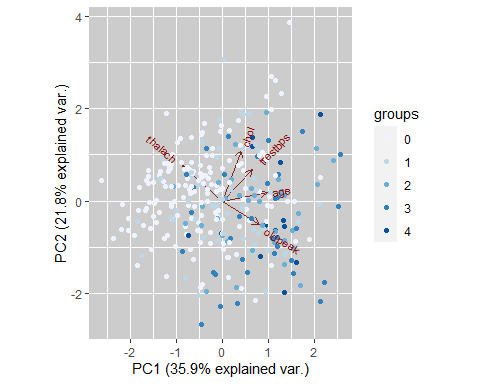 4
2
0
-2
PC2 (21.8% explained var.)
thalach
chol
trestbps
age
oldpeak
-2
-1
0
1
2
PC1 (35.9% explained var.)
groups
0
1
2
3
4